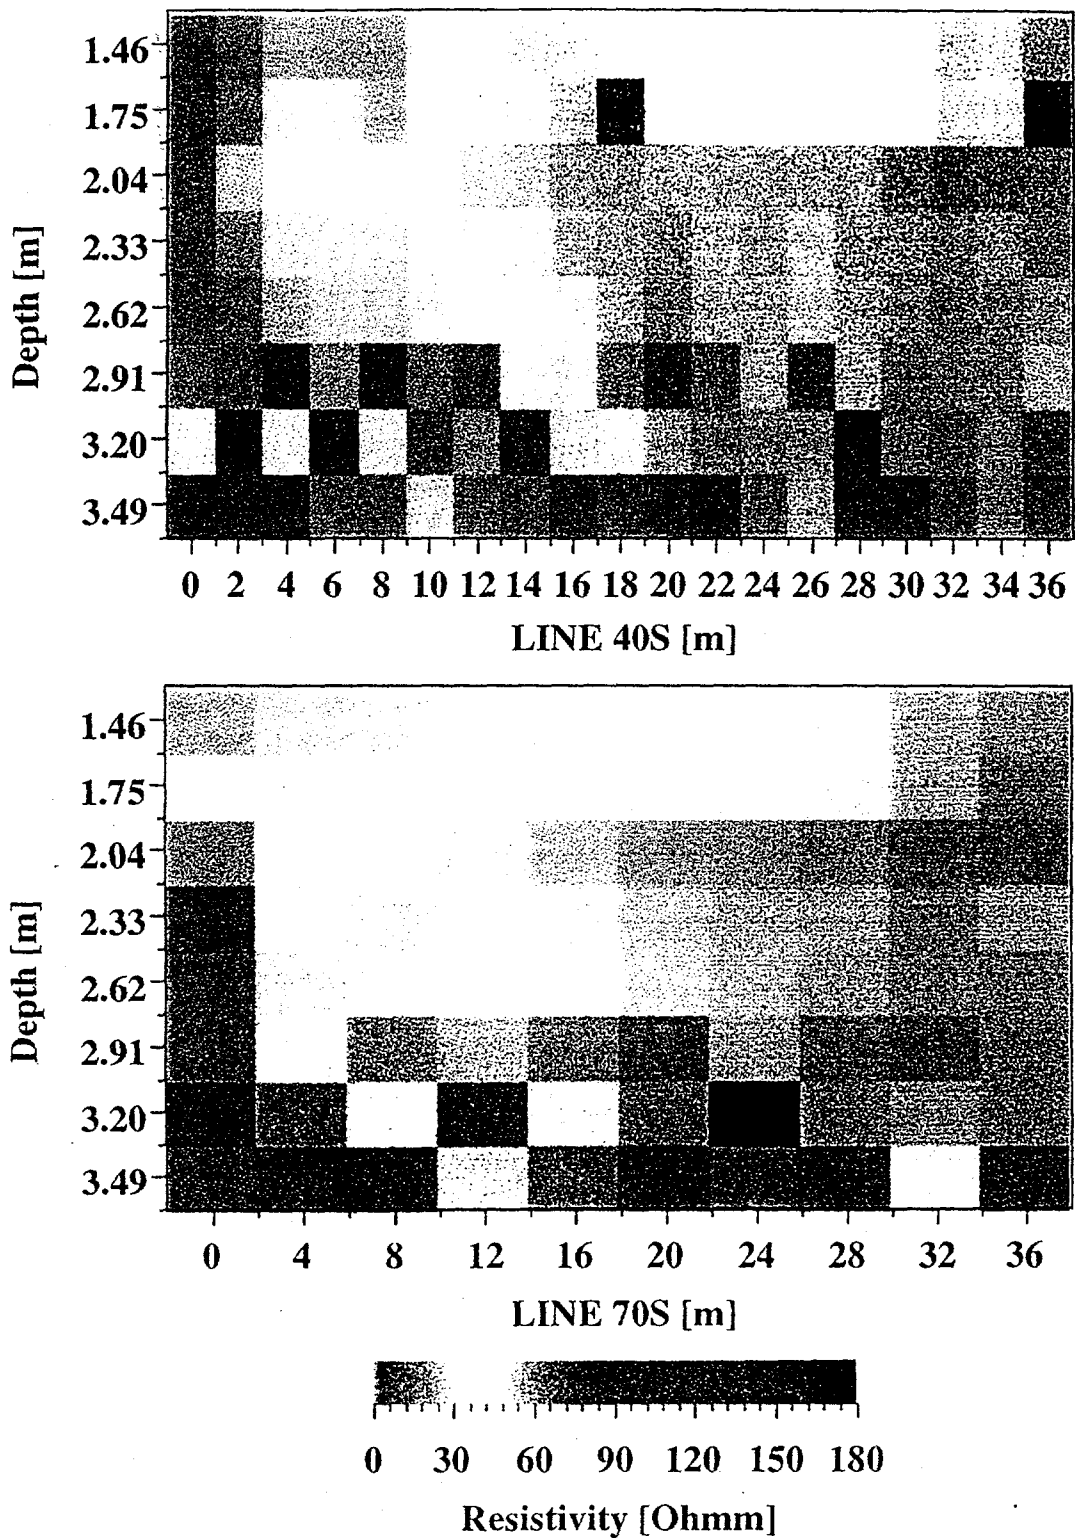 1.46
1.75
2.04
2.33
2.62
2.91
3.20
3.49
Depth [m]
0 2 4 6 8 10 12 14 16 18 20 22 24 26 28 30 32 34 36
LINE 40S [m]
1.46
1.75
2.04
2.33
2.62
2.91
3.20
3.49
Depth [m]
0 4 8 12 16 20 24 28 32 36
LINE 70S [m]
0 30 60 90 120 150 180
Resistivity [Ohmm]